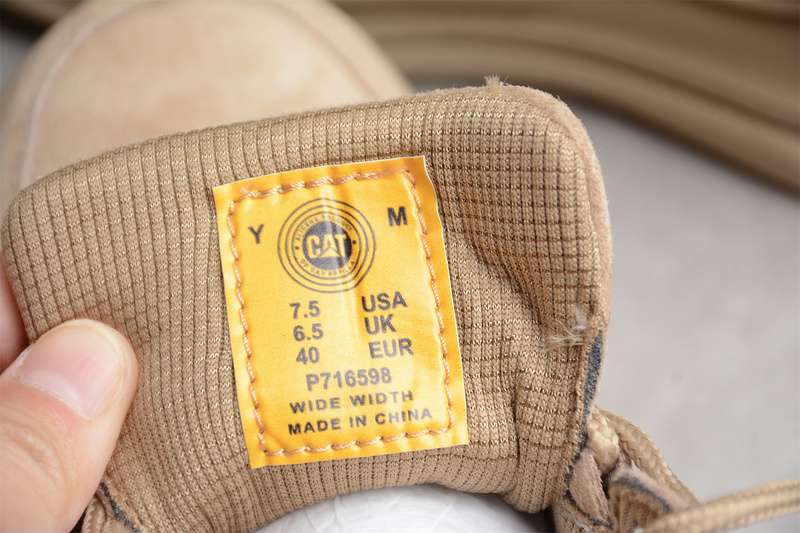 Y M
CAT
7.5 USA
6.5 UK
40 EUR
P716598
WIDE WIDTH
MADE IN CHINA